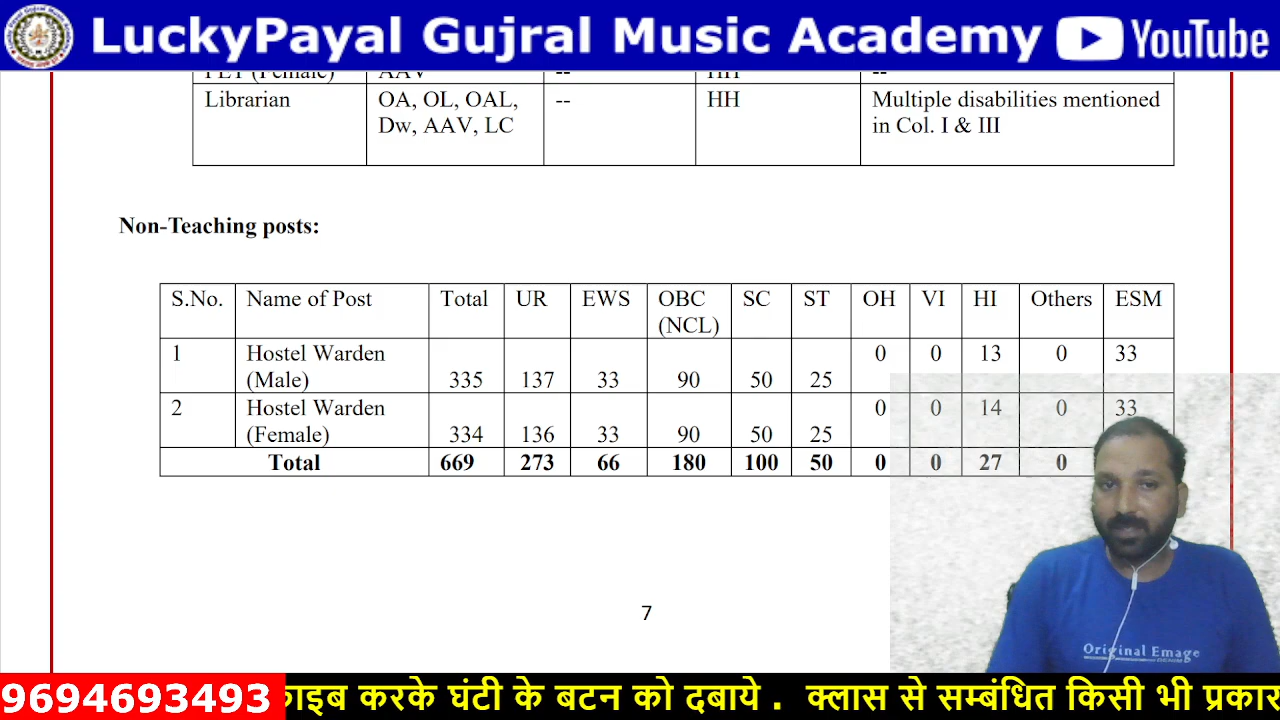 LuckyPayal Gujral Music Academy YouTube
PET (Female) AAV -- HH --
Librarian OA, OL, OAL, -- HH Multiple disabilities mentioned
Dw, AAV, LC in Col. I & III
Non-Teaching posts:
S.No. Name of Post Total UR EWS OBC SC ST OH VI HI Others ESM
(NCL)
1 Hostel Warden 0 0 13 0 33
(Male) 335 137 33 90 50 25
2 Hostel Warden 0 0 14 0 33
(Female) 334 136 33 90 50 25
Total 669 273 66 180 100 50 0 0 27 0
7
Original Emage
9694693493 करके घंटी के बटन को दबाये . क्लास से सम्बंधित किसी भी प्रकार